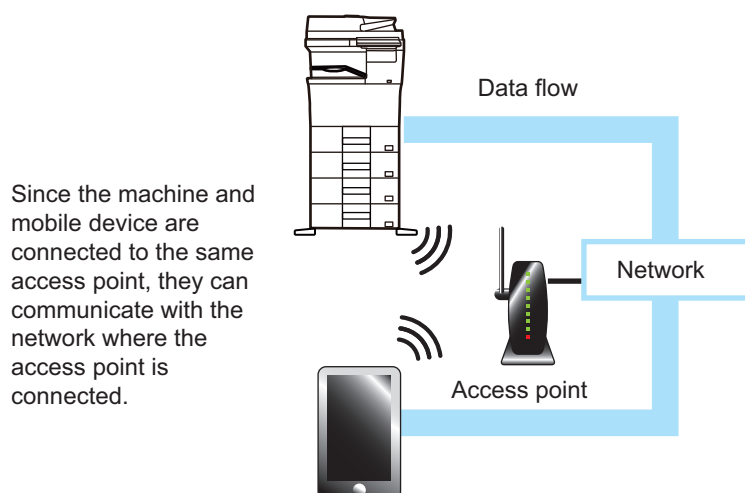 Data flow
Since the machine and
mobile device are
connected to the same
access point, they can
communicate with the
network where the
access point is
connected.
Network
Access point